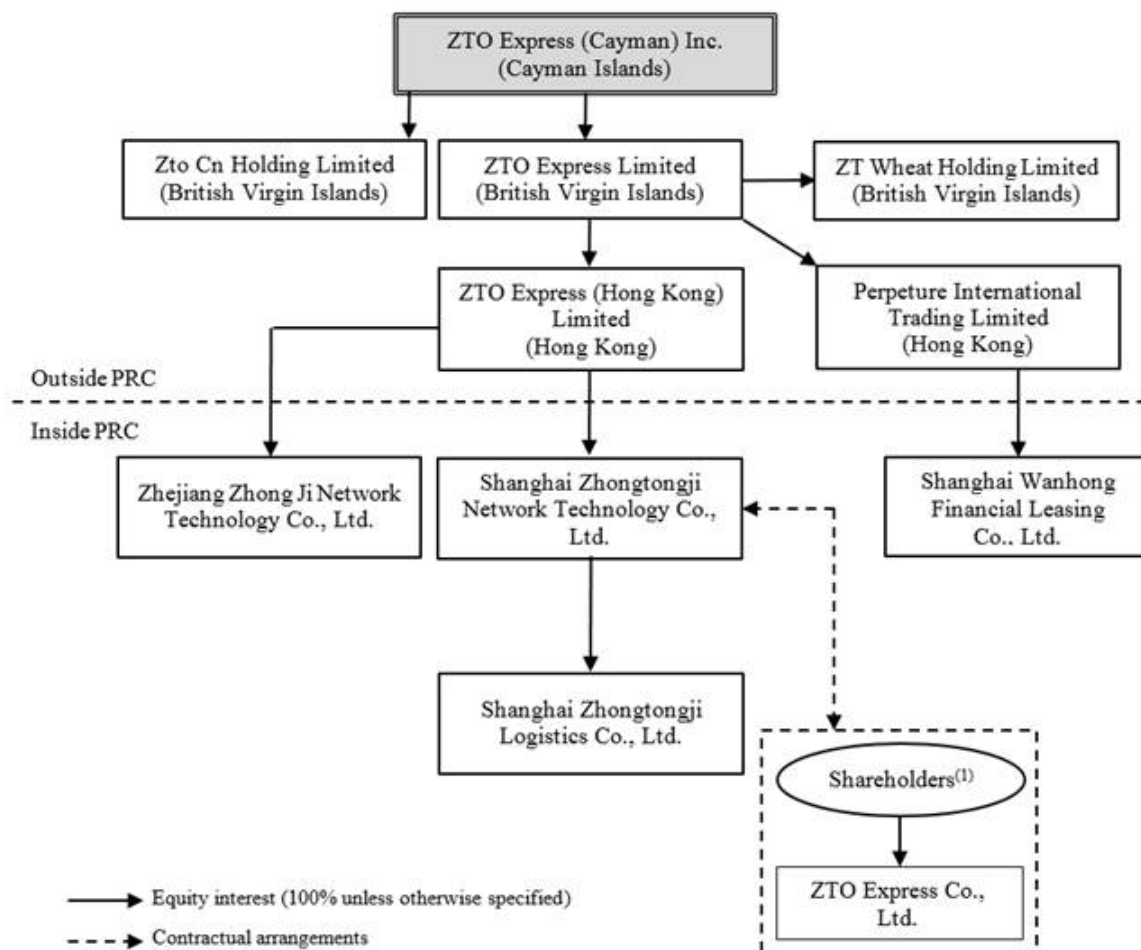 ZTO Express (Cayman) Inc.
(Cayman Islands)
Zto Cn Holding Limited
(British Virgin Islands)
ZTO Express Limited
(British Virgin Islands)
ZT Wheat Holding Limited
(British Virgin Islands)
ZTO Express (Hong Kong)
Limited
(Hong Kong)
Perpeture International
Trading Limited
(Hong Kong)
Outside PRC
Inside PRC
Zhejiang Zhong Ji Network
Technology Co., Ltd.
Shanghai Zhongtongji
Network Technology Co.,
Ltd.
Shanghai Wanhong
Financial Leasing
Co., Ltd.
Shanghai Zhongtongji
Logistics Co., Ltd.
Shareholders(1)
ZTO Express Co.,
Ltd.
Equity interest (100% unless otherwise specified)
Contractual arrangements